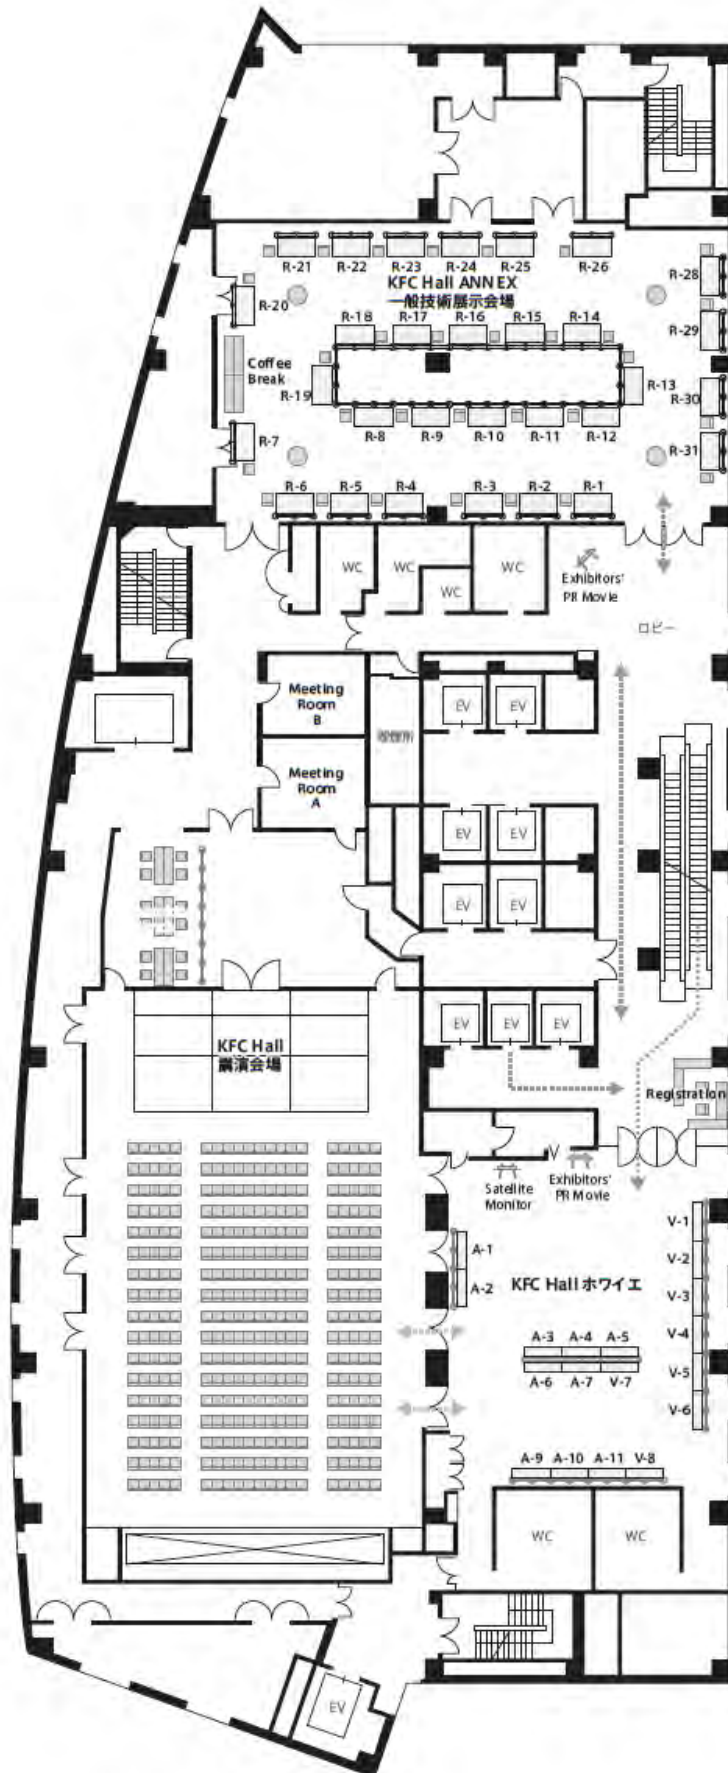 R-21 R-22 R-23 R-24 R-25 R-26
R-28
KFC Hall ANNEX
一般技術展示会場
R-20
R-29
R-18 R-17 R-16 R-15 R-14
Coffee
Break
R-19
R-13
R-30
R-8 R-9 R-10 R-11 R-12
R-7
R-31
R-6 R-5 R-4 R-3 R-2 R-1
WC
WC
WC
WC
Exhibitors'
PR Movie
ロビー
Meeting
Room
B
EV
EV
Meeting
Room
A
EV
EV
EV
EV
KFC Hall
講演会場
EV
EV
EV
Registration
V
Satellite
Monitor
Exhibitors'
PR Movie
A-1
A-2
KFC Hall ホワイエ
V-1
V-2
V-3
V-4
V-5
V-6
A-3 A-4 A-5
A-6 A-7 V-7
A-9 A-10 A-11 V-8
WC
WC
EV